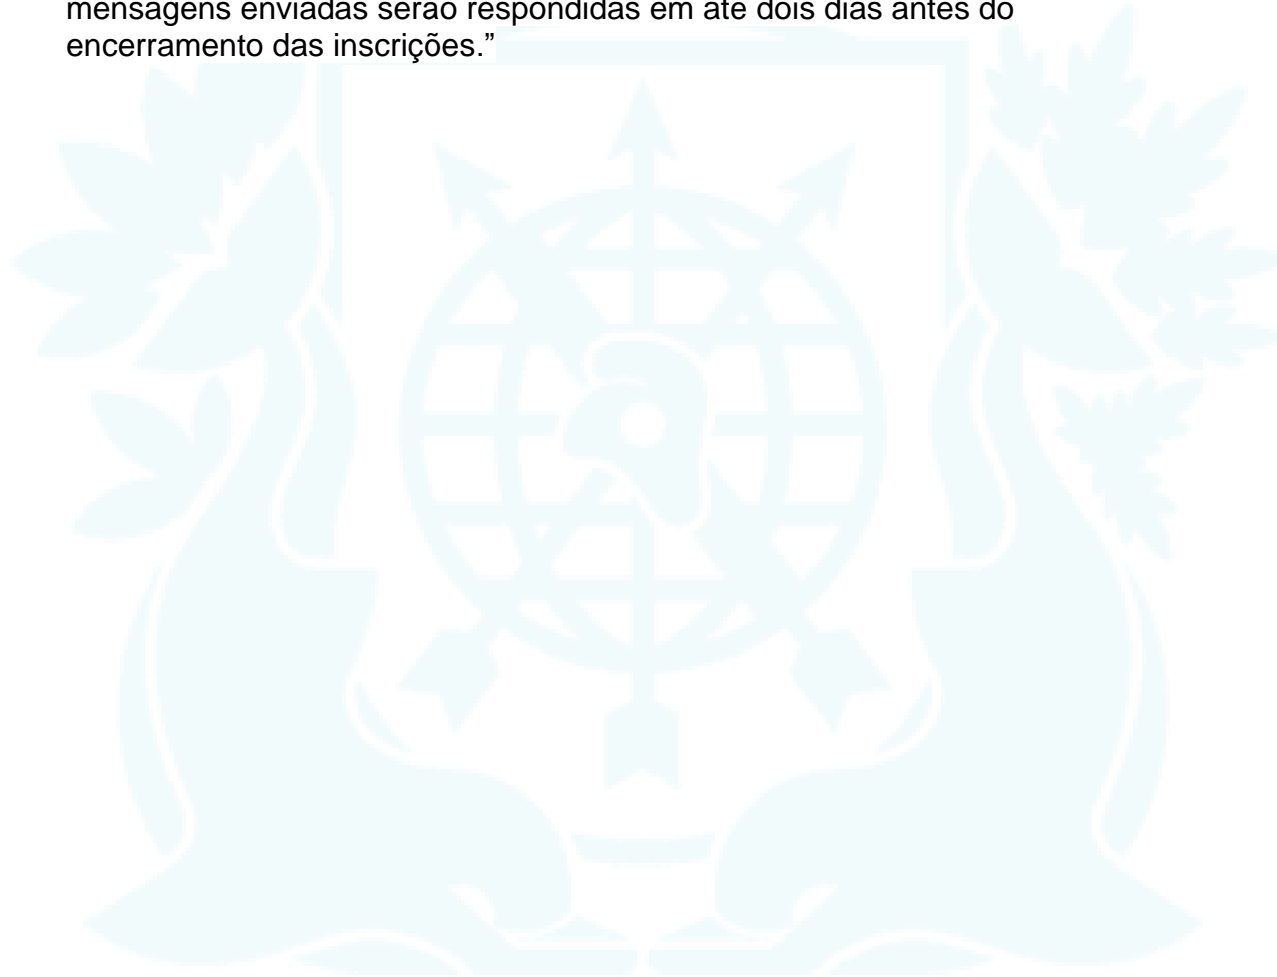 mensagens enviadas serão respondidas em até dois dias antes do
encerramento das inscrições.”